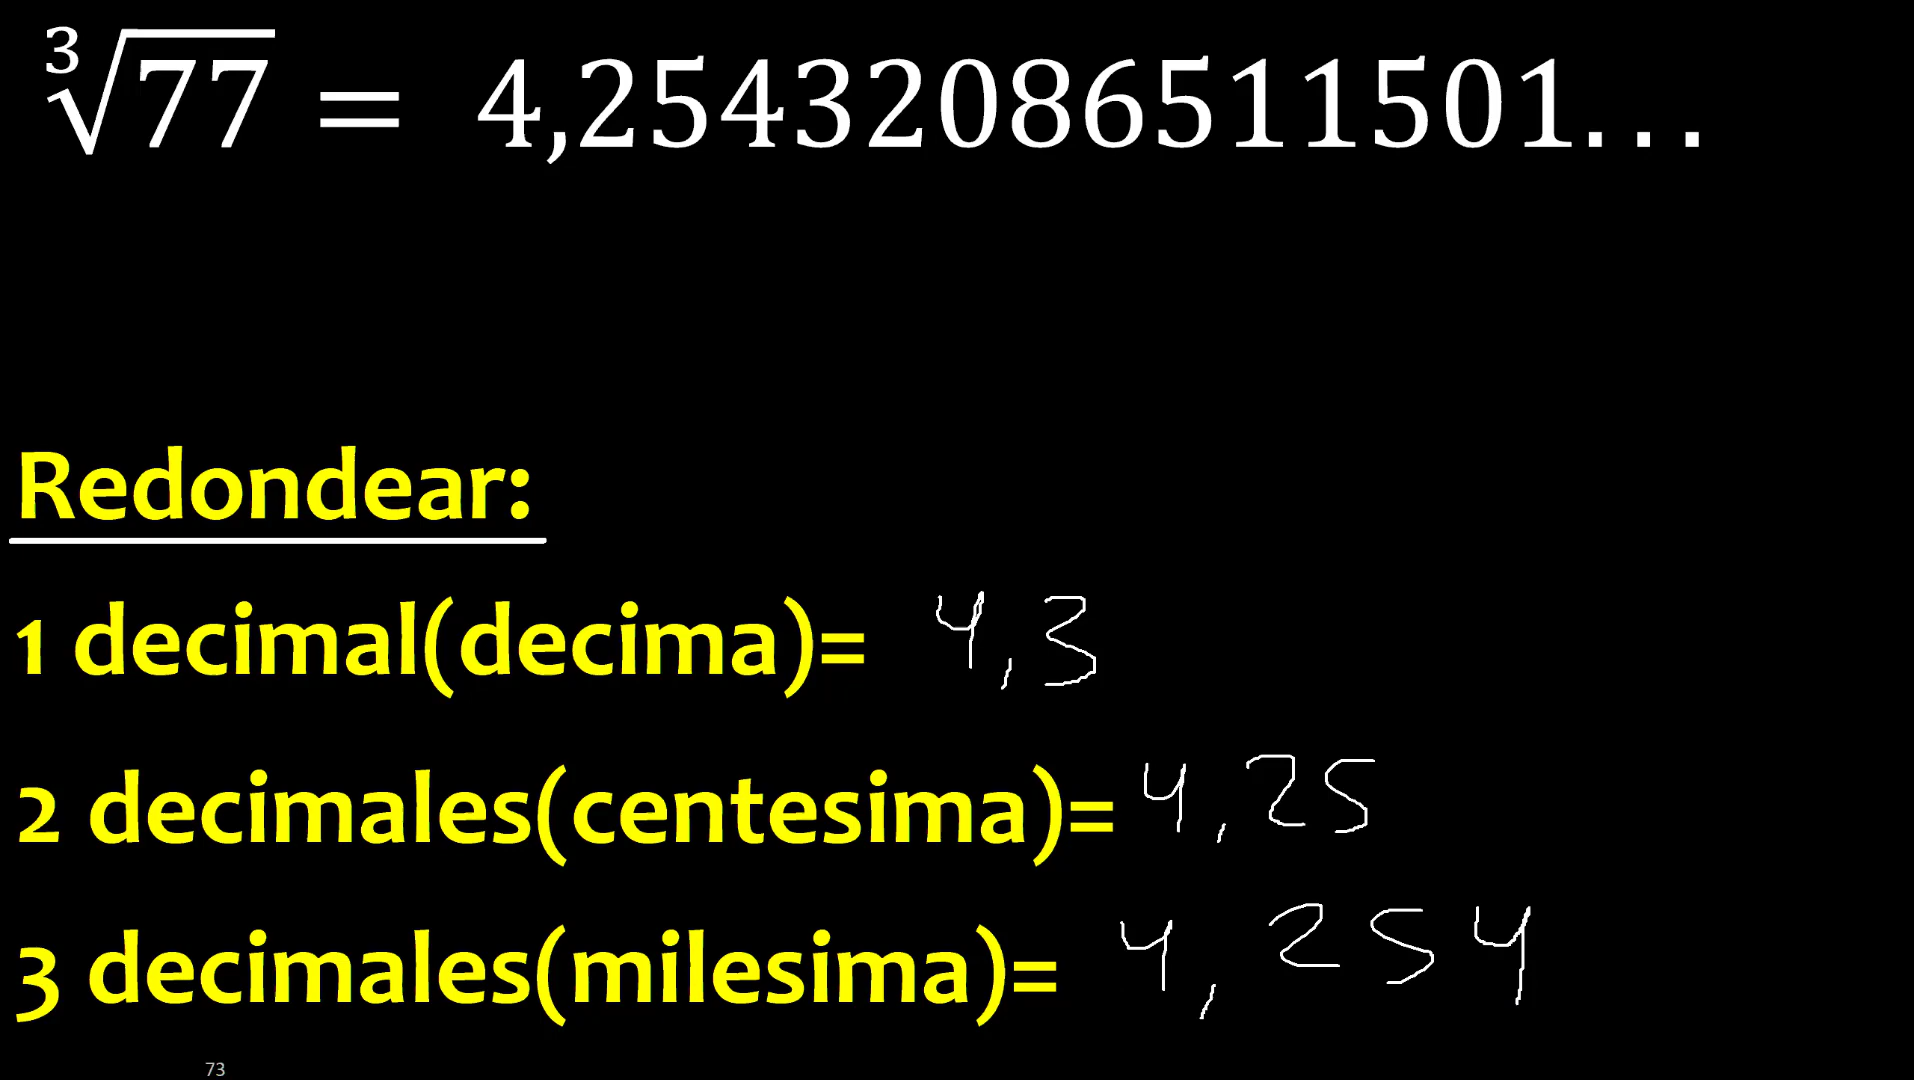 ∛77 = 4,25432086511501...
Redondear:
1 decimal(decima)= 4,3
2 decimales(centesima)= 4,25
3 decimales(milesima)= 4,254
73